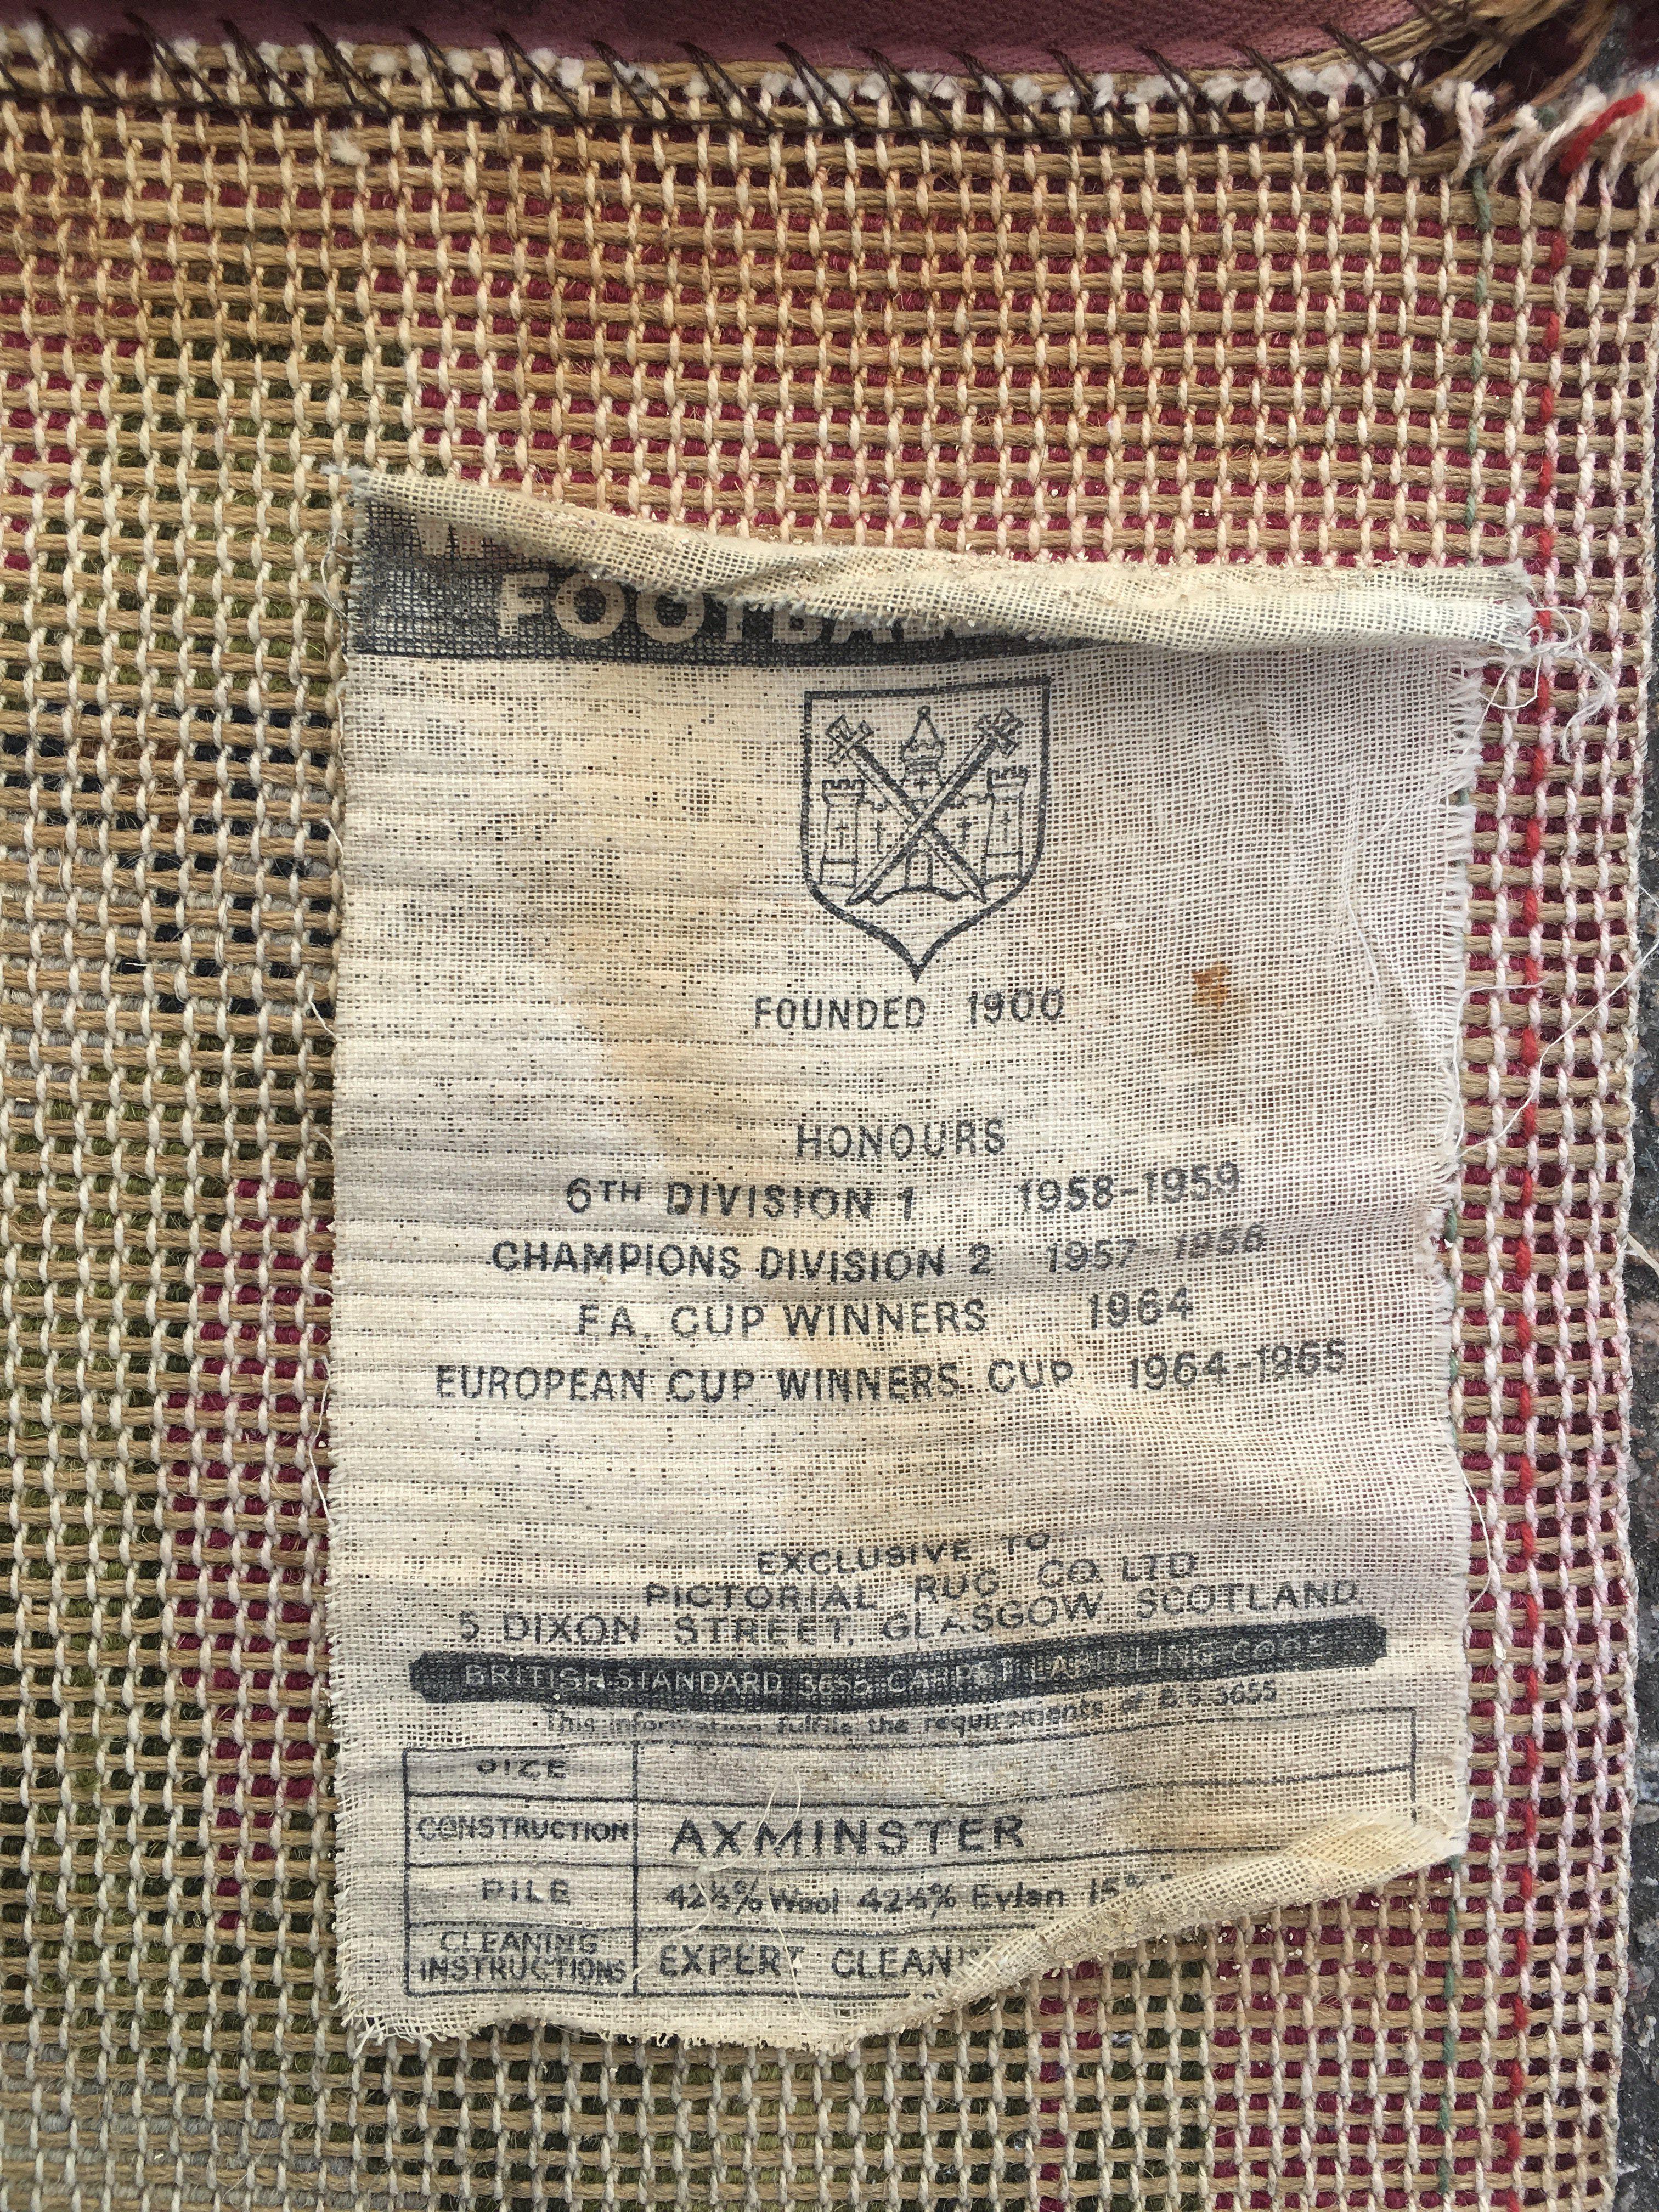 FOOTBALL
FOUNDED 1900
HONOURS
6TH DIVISION 1 1958-1959
CHAMPIONS DIVISION 2 1957-1958
F.A. CUP WINNERS 1964
EUROPEAN CUP WINNERS CUP 1964-1965
EXCLUSIVE TO
PICTORIAL RUG CO. LTD
5 DIXON STREET, GLASGOW SCOTLAND.
BRITISH STANDARD 3655 CARPET LABELLING CODE
This information fulfils the requirements of B.S.3655
SIZE
CONSTRUCTION AXMINSTER
PILE 42½% Wool 42½% Evlan 15%
CLEANING
INSTRUCTIONS EXPERT CLEAN